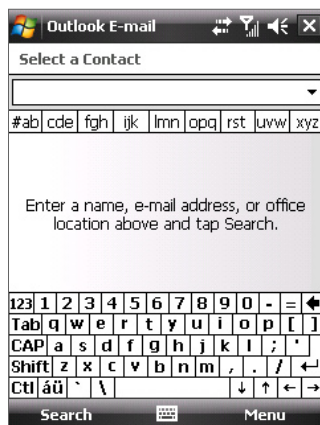 Outlook E-mail
Select a Contact
#ab cde fgh ijk lmn opq rst uvw xyz
Enter a name, e-mail address, or office
location above and tap Search.
123 1 2 3 4 5 6 7 8 9 0 - =
Tab q w e r t y u i o p [ ]
CAP a s d f g h j k l ; '
Shift z x c v b n m , . /
Ctl áü ` \
Search Menu